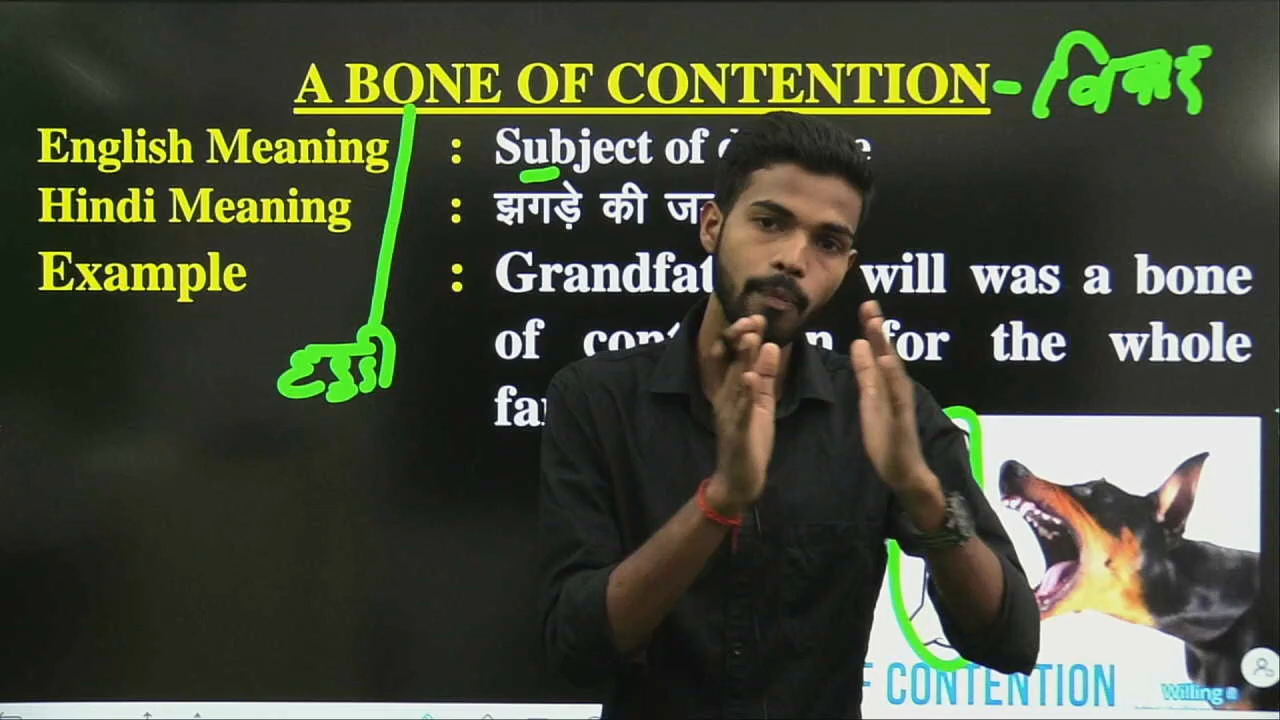 A BONE OF CONTENTION - विवाद
English Meaning : Subject of
Hindi Meaning : झगड़े की
Example : will was a bone
of for the whole
हड्डी
CONTENTION
Willing